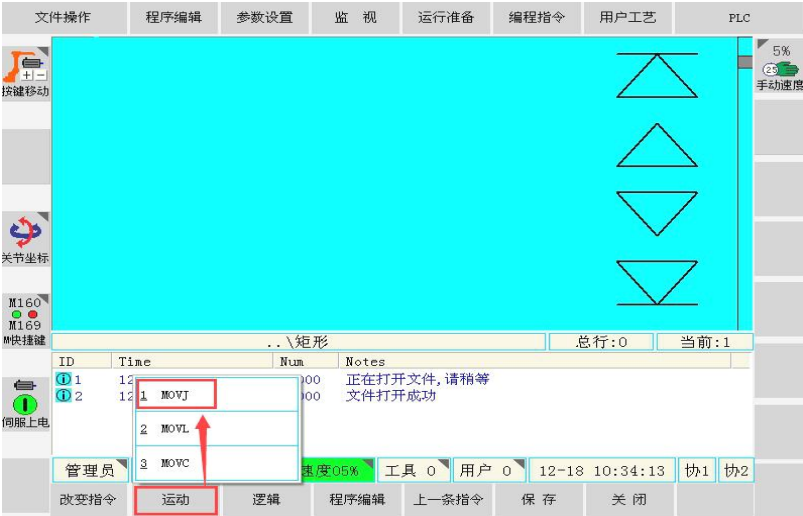 文件操作 程序编辑 参数设置 监 视 运行准备 编程指令 用户工艺 PLC
5%
25
手动速度
+ -
按键移动
关节坐标
M160
M169
M快捷键
..\矩形 总行:0 当前:1
ID Time Num Notes
1 12 000 正在打开文件,请稍等
2 12 000 文件打开成功
伺服上电
1 MOVJ
2 MOVL
3 MOVC
管理员 速度05% 工具 0 用户 0 12-18 10:34:13 协1 协2
改变指令 运动 逻辑 程序编辑 上一条指令 保 存 关 闭